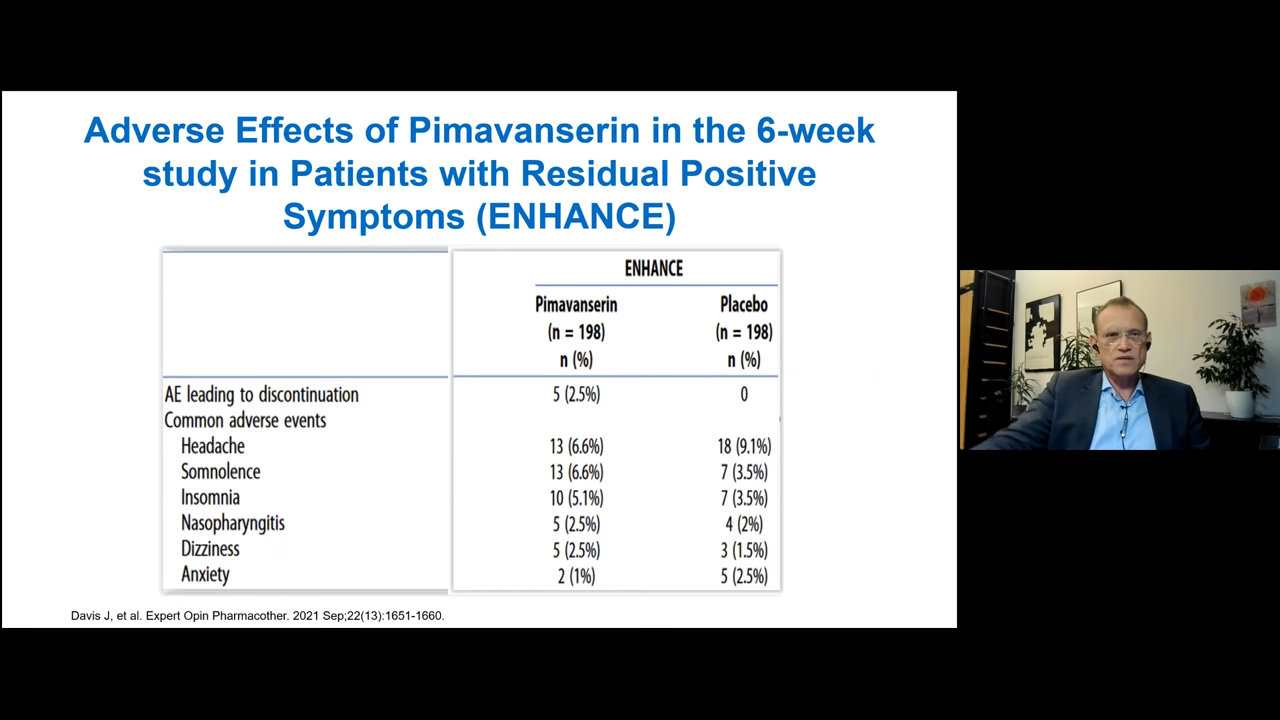 Adverse Effects of Pimavanserin in the 6-week
study in Patients with Residual Positive
Symptoms (ENHANCE)
ENHANCE
Pimavanserin Placebo
(n = 198) (n = 198)
n (%) n (%)
AE leading to discontinuation 5 (2.5%) 0
Common adverse events
Headache 13 (6.6%) 18 (9.1%)
Somnolence 13 (6.6%) 7 (3.5%)
Insomnia 10 (5.1%) 7 (3.5%)
Nasopharyngitis 5 (2.5%) 4 (2%)
Dizziness 5 (2.5%) 3 (1.5%)
Anxiety 2 (1%) 5 (2.5%)
Davis J, et al. Expert Opin Pharmacother. 2021 Sep;22(13):1651-1660.